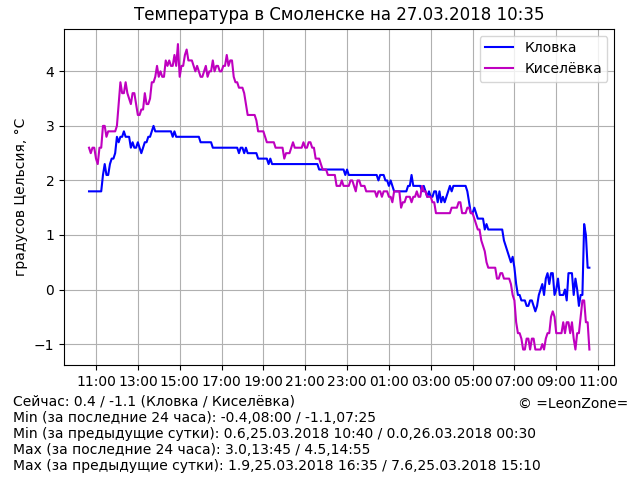 Температура в Смоленске на 27.03.2018 10:35
Кловка
Киселёвка
градусов Цельсия, °C
4
3
2
1
0
−1
11:00 13:00 15:00 17:00 19:00 21:00 23:00 01:00 03:00 05:00 07:00 09:00 11:00
Сейчас: 0.4 / -1.1 (Кловка / Киселёвка)
© =LeonZone=
Min (за последние 24 часа): -0.4,08:00 / -1.1,07:25
Min (за предыдущие сутки): 0.6,25.03.2018 10:40 / 0.0,26.03.2018 00:30
Max (за последние 24 часа): 3.0,13:45 / 4.5,14:55
Max (за предыдущие сутки): 1.9,25.03.2018 16:35 / 7.6,25.03.2018 15:10